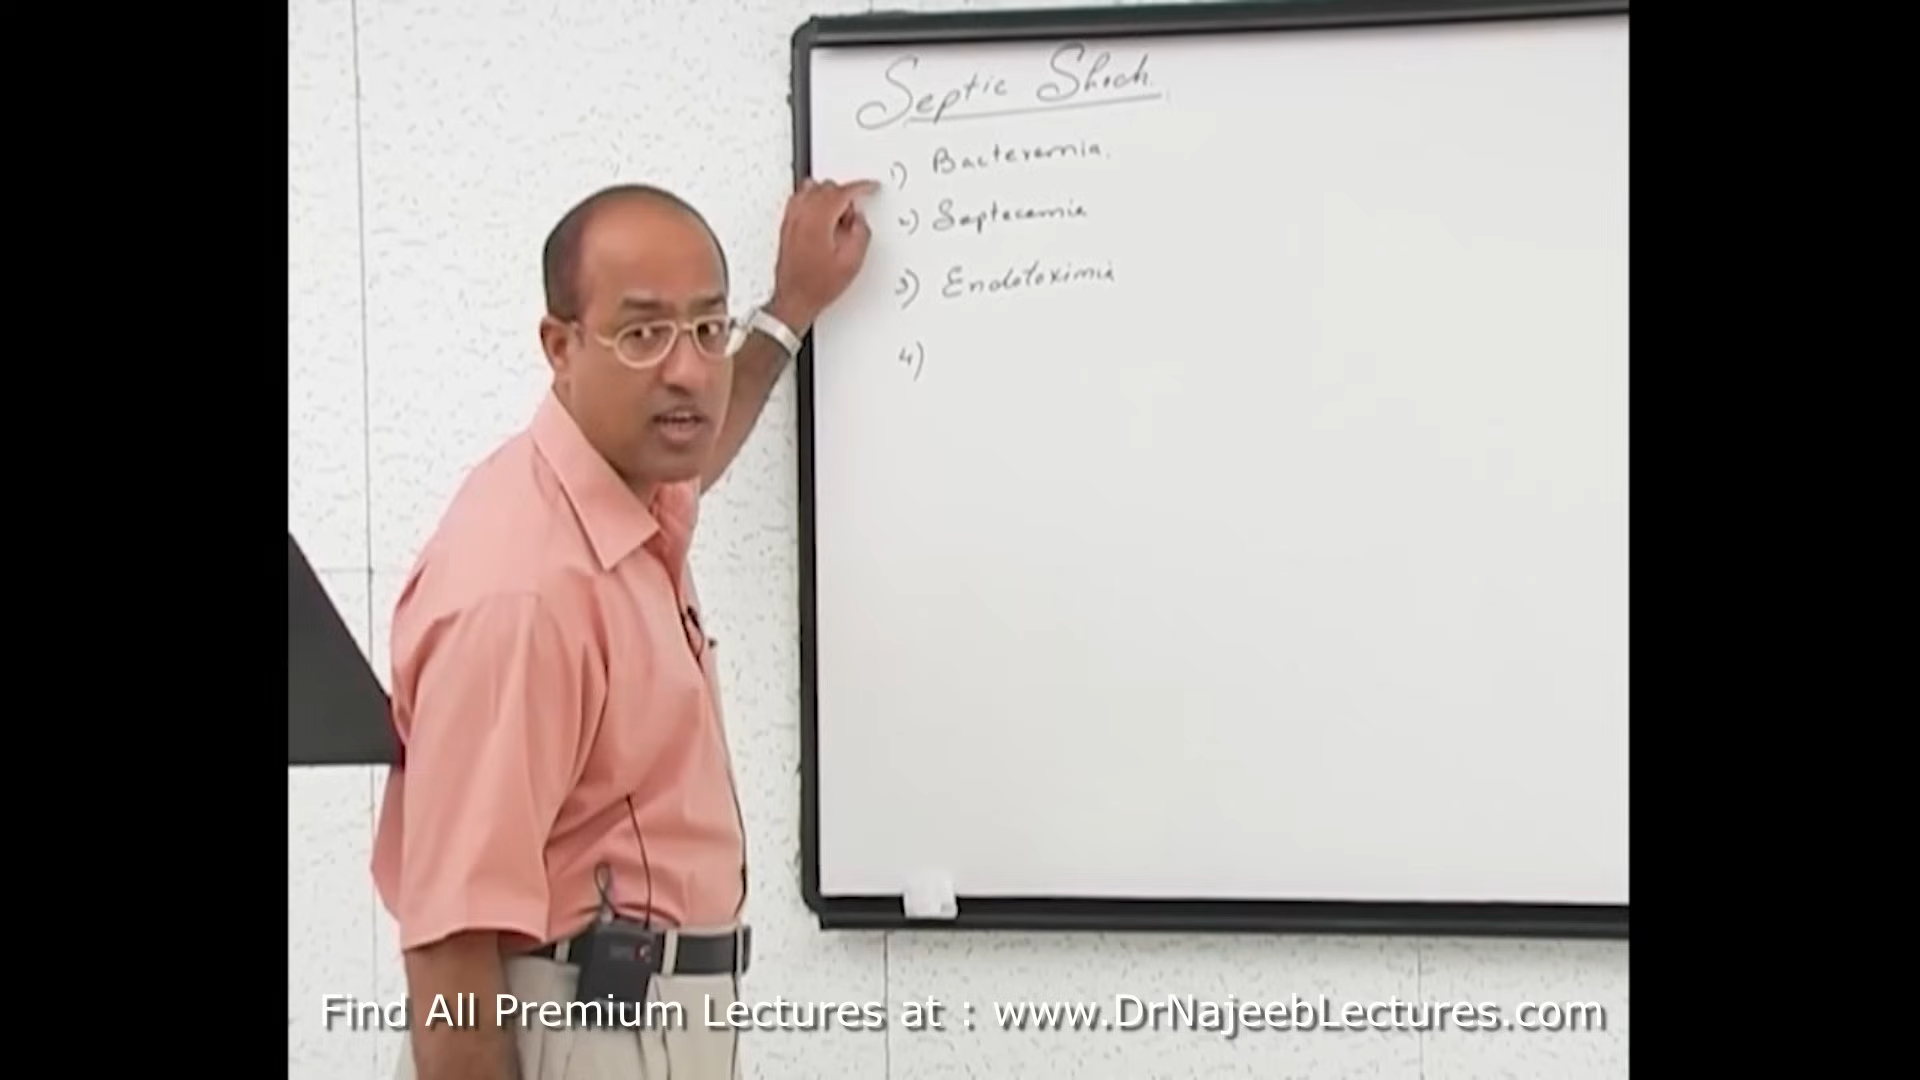 Septic Shock
1) Bacteremia.
2) Septecemia
3) Endotoximia
4)
Find All Premium Lectures at : www.DrNajeebLectures.com